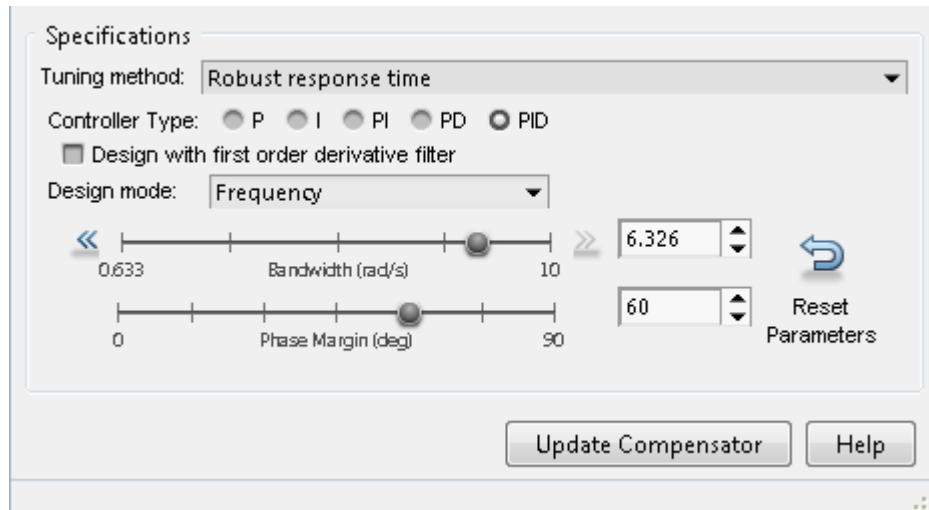 Specifications
Tuning method: Robust response time
Controller Type: P I PI PD PID
Design with first order derivative filter
Design mode: Frequency
6.326
0.633 Bandwidth (rad/s) 10
60
0 Phase Margin (deg) 90
Reset
Parameters
Update Compensator Help